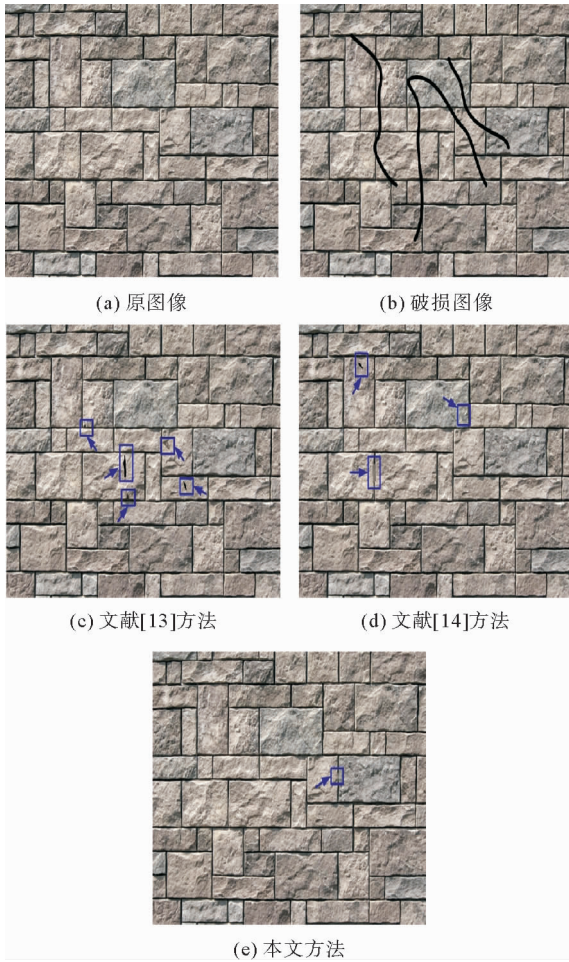 (a) 原图像
(b) 破损图像
(c) 文献[13]方法
(d) 文献[14]方法
(e) 本文方法